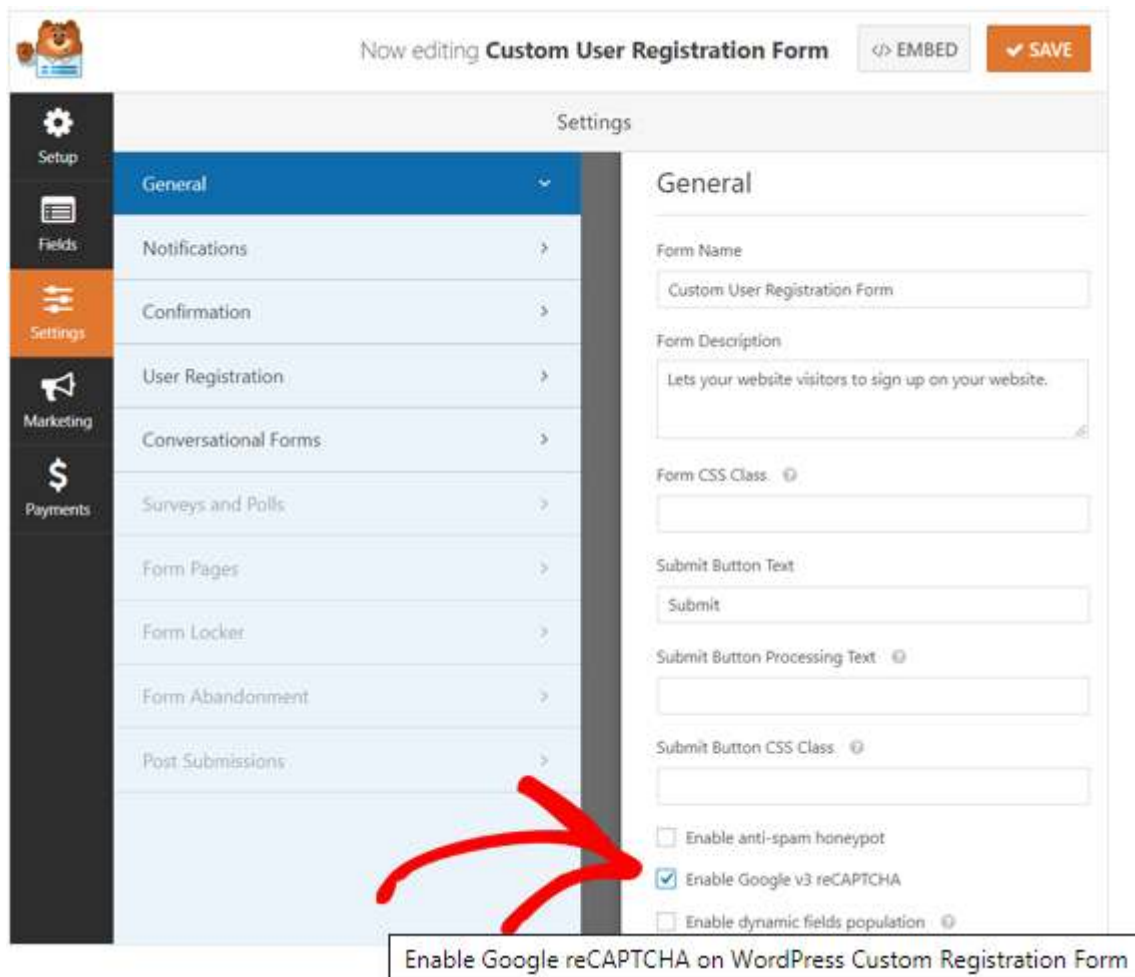 Now editing Custom User Registration Form
</> EMBED
SAVE
Setup
Fields
Settings
Marketing
Payments
Settings
General
Notifications
Confirmation
User Registration
Conversational Forms
Surveys and Polls
Form Pages
Form Locker
Form Abandonment
Post Submissions
General
Form Name
Custom User Registration Form
Form Description
Lets your website visitors to sign up on your website.
Form CSS Class
Submit Button Text
Submit
Submit Button Processing Text
Submit Button CSS Class
Enable anti-spam honeypot
Enable Google v3 reCAPTCHA
Enable dynamic fields population
Enable Google reCAPTCHA on WordPress Custom Registration Form